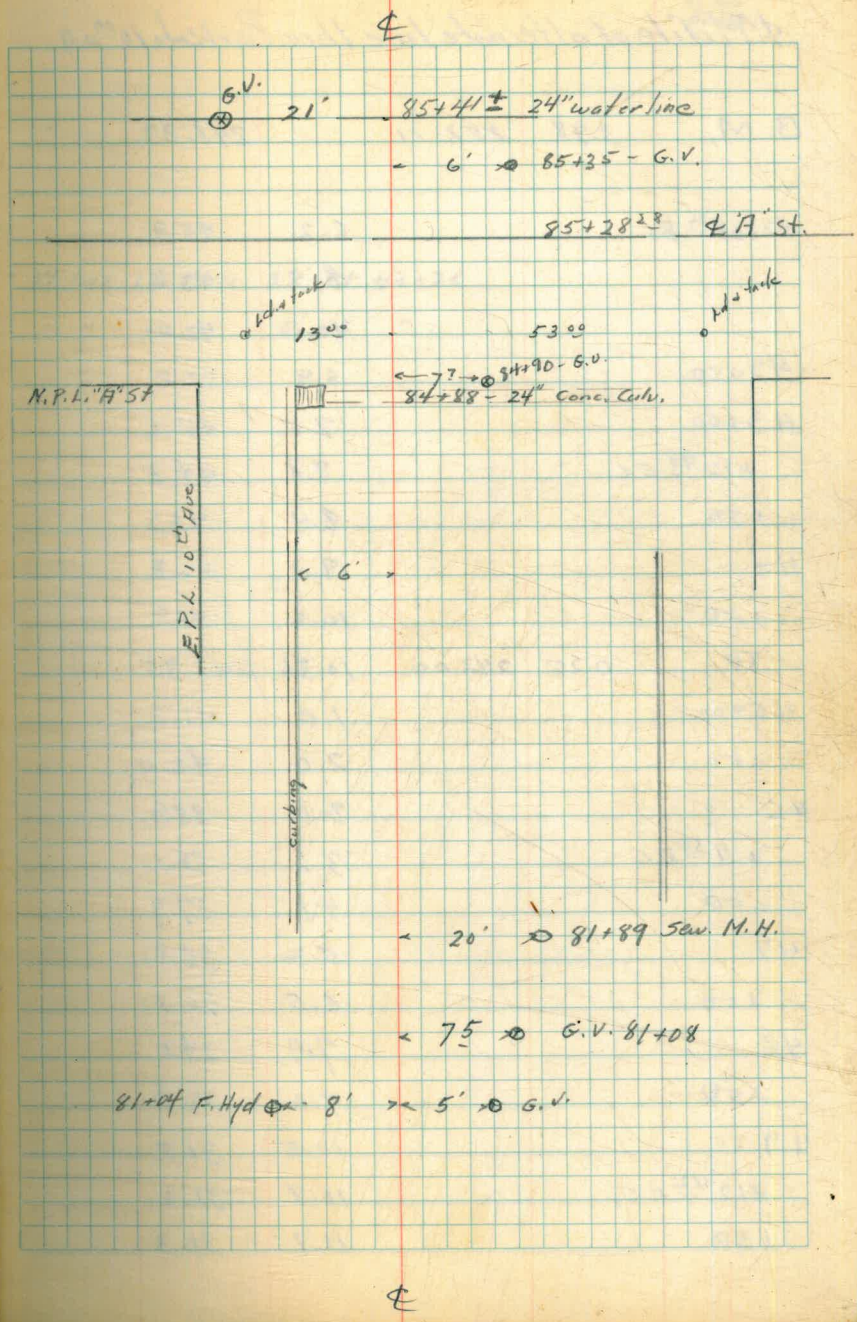 ℄
G.V.
21' 85+41 ± 24" water line
6' 85+35 - G.V.
85+28 28 ℄ "A" St.
Ld + tack
Ld + tack
13 00 53 00
7? 84+90 - G.V.
N.P.L. "A" St
84+88 - 24" Conc. Culv.
E.P.L. 10th Ave
6'
curbing
20' 81+89 Sew. M.H.
7 5 G.V. 81+08
81+04 F. Hyd 8' 5' G.V.
℄